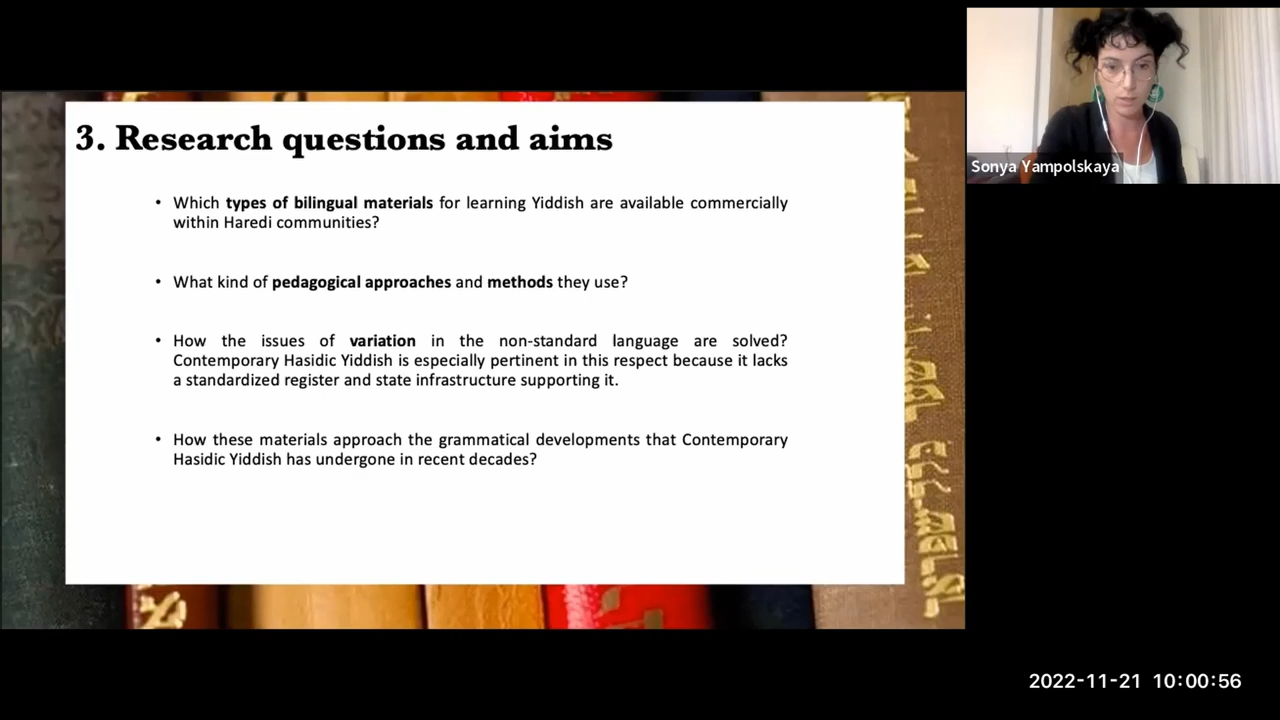 3. Research questions and aims
• Which types of bilingual materials for learning Yiddish are available commercially
within Haredi communities?
• What kind of pedagogical approaches and methods they use?
• How the issues of variation in the non-standard language are solved?
Contemporary Hasidic Yiddish is especially pertinent in this respect because it lacks
a standardized register and state infrastructure supporting it.
• How these materials approach the grammatical developments that Contemporary
Hasidic Yiddish has undergone in recent decades?
Sonya Yampolskaya
2022-11-21 10:00:56